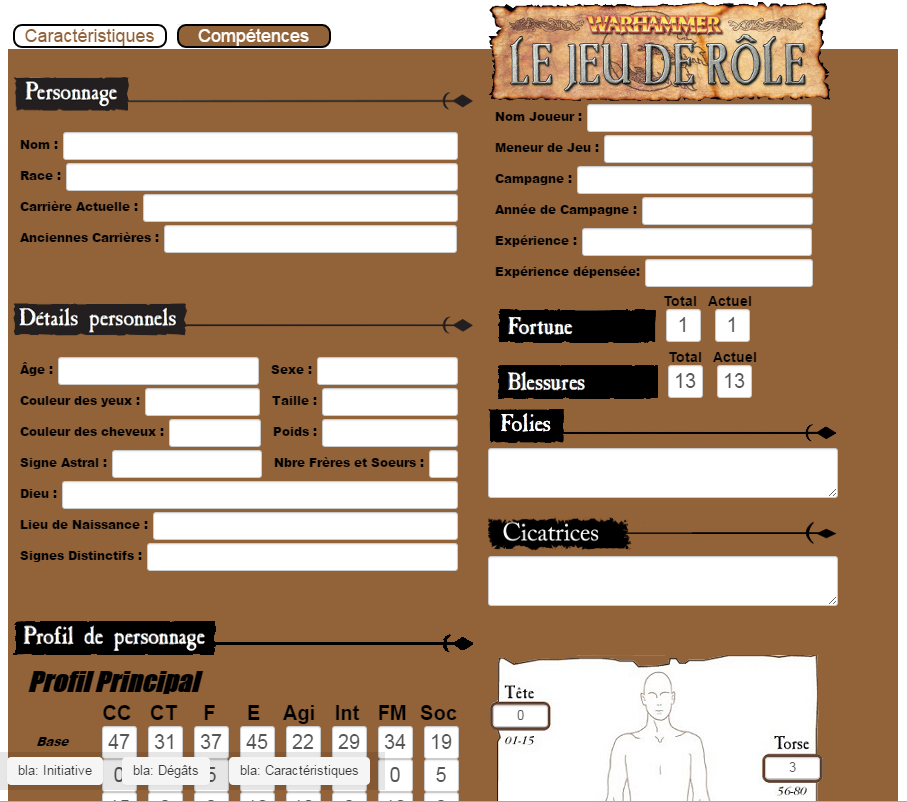 Caractéristiques Compétences
WARHAMMER
LE JEU DE RÔLE
Personnage
Nom :
Race :
Carrière Actuelle :
Anciennes Carrières :
Nom Joueur :
Meneur de Jeu :
Campagne :
Année de Campagne :
Expérience :
Expérience dépensée:
Détails personnels
Âge : Sexe :
Couleur des yeux : Taille :
Couleur des cheveux : Poids :
Signe Astral : Nbre Frères et Soeurs :
Dieu :
Lieu de Naissance :
Signes Distinctifs :
Total Actuel
Fortune 1 1
Total Actuel
Blessures 13 13
Folies
Cicatrices
Profil de personnage
Profil Principal
CC CT F E Agi Int FM Soc
Base 47 31 37 45 22 29 34 19
0 5 0 5
bla: Initiative bla: Dégâts bla: Caractéristiques
Tête
0
01-15
Torse
3
56-80